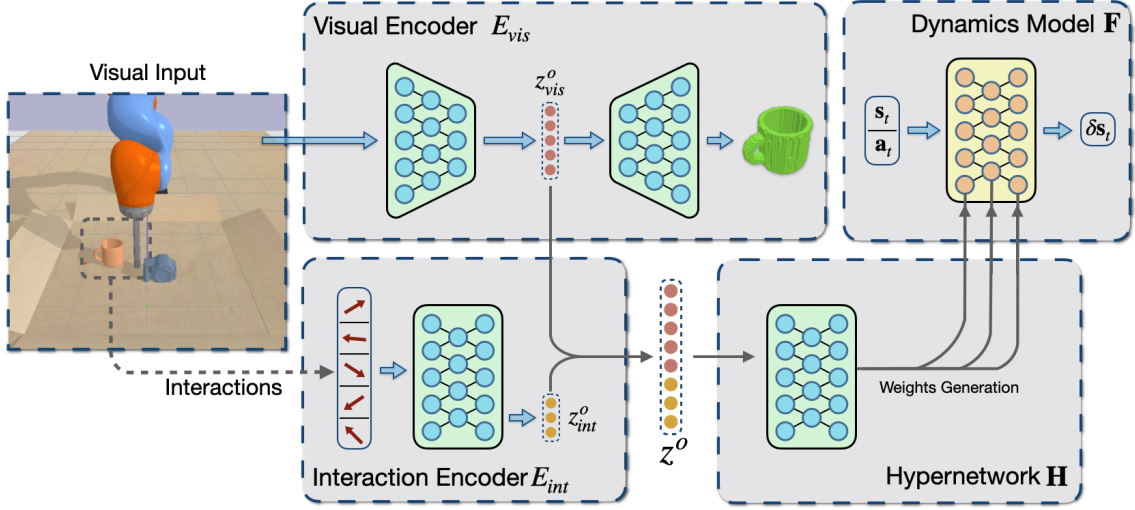 Visual Input
Visual Encoder E_vis
z^o_vis
Dynamics Model F
s_t
a_t
δs_t
Interactions
z^o_int
Interaction Encoder E_int
z^o
Weights Generation
Hypernetwork H